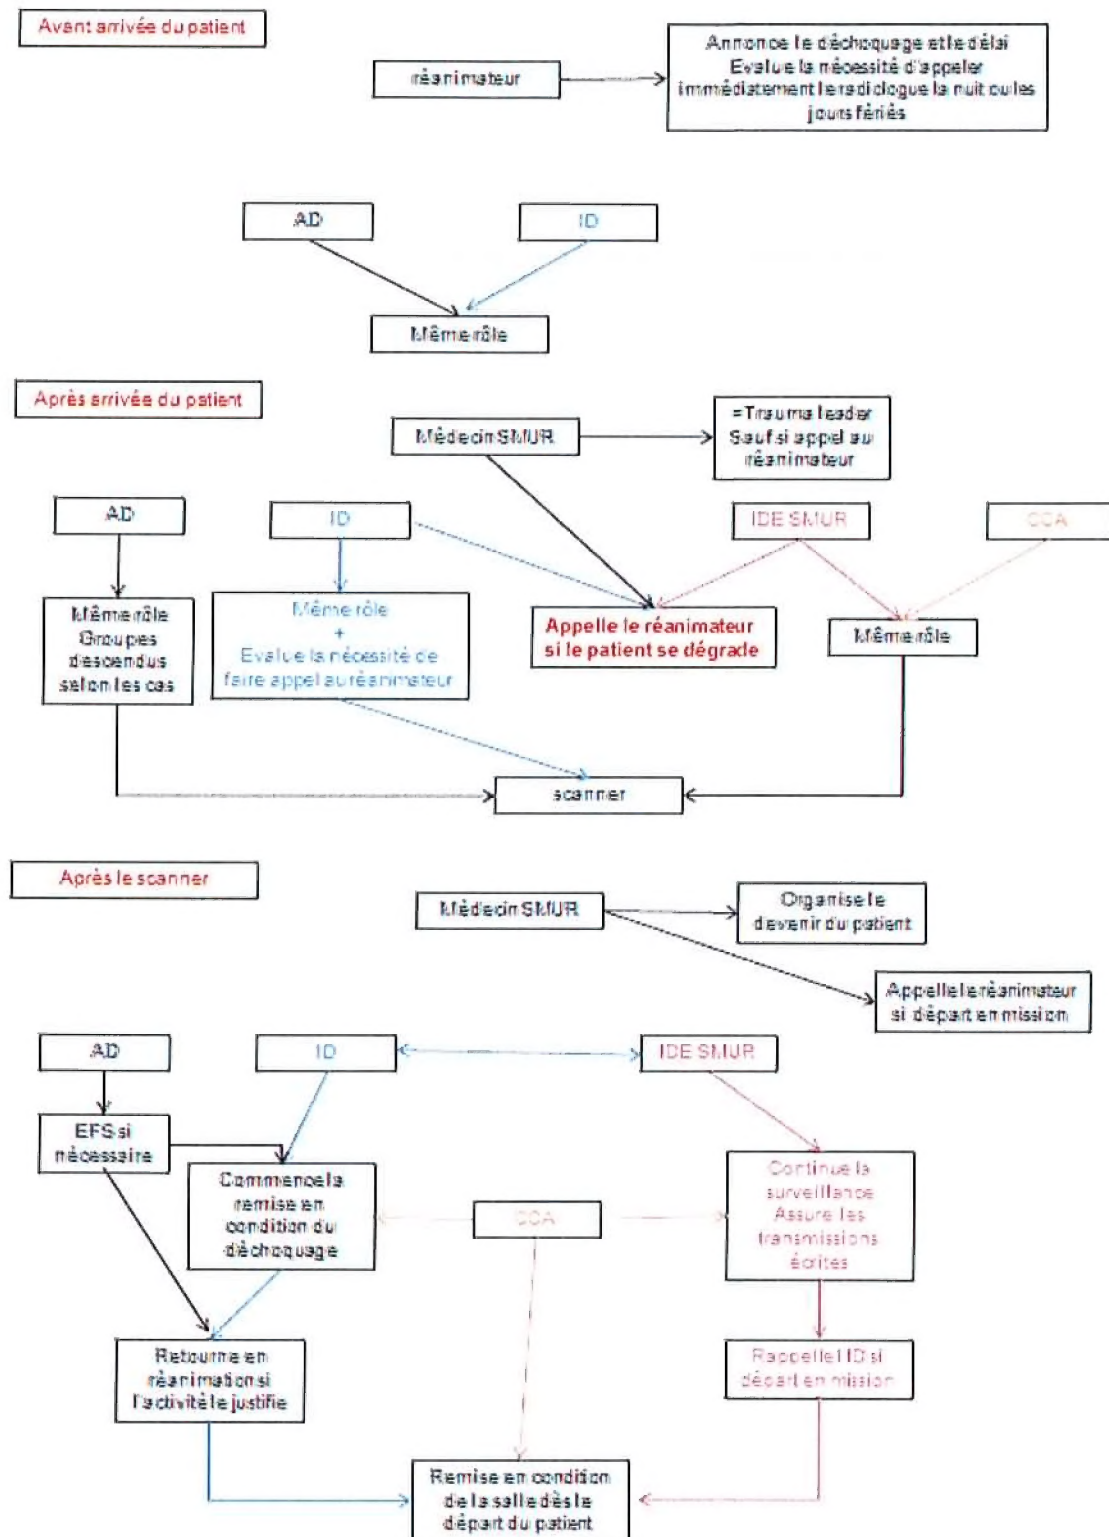 Avant arrivée du patient
réanimateur
Annonce le déchoquage et le délai
Evalue la nécessité d'appeler
immédiatement le radiologue la nuit ou les
jours fériés
AD
ID
Même rôle
Après arrivée du patient
Médecin SMUR
=Trauma leader
Sauf si appel au
réanimateur
AD
ID
IDE SMUR
CCA
Même rôle
Groupes
descendus
selon les cas
Même rôle
+
Evalue la nécessité de
faire appel au réanimateur
Appelle le réanimateur
si le patient se dégrade
Même rôle
scanner
Après le scanner
Médecin SMUR
Organise le
devenir du patient
Appelle le réanimateur
si départ en mission
AD
ID
IDE SMUR
EFS si
nécessaire
Commence la
remise en
condition du
déchoquage
CCA
Continue la
surveillance
Assure les
transmissions
écrites
Retourne en
réanimation si
l'activité le justifie
Rappelle l'ID si
départ en mission
Remise en condition
de la salle dès le
départ du patient